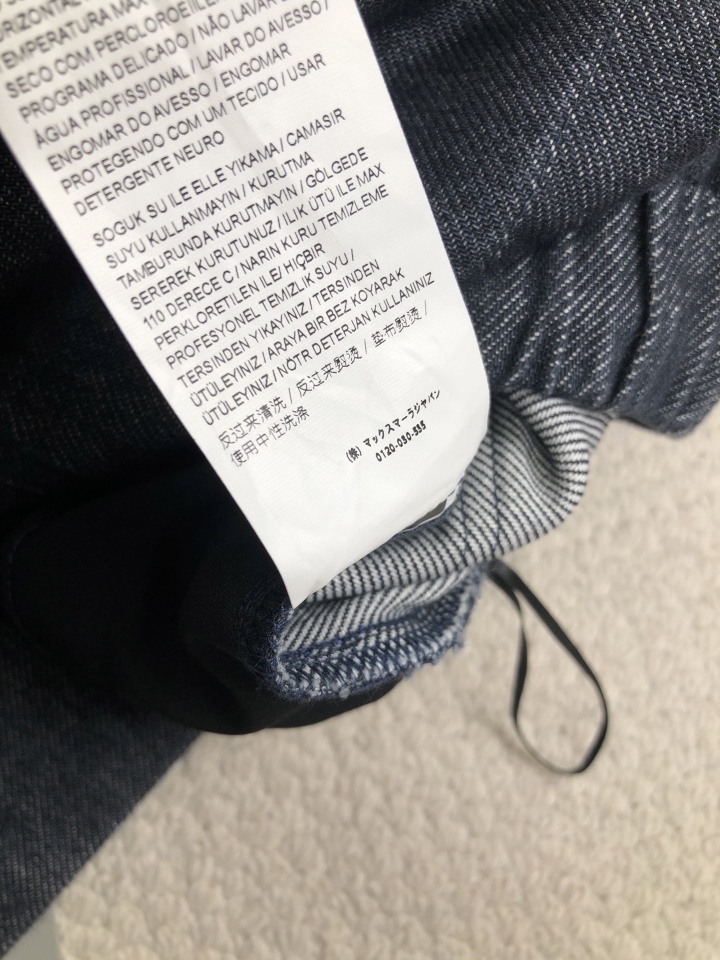 TEMPERATURA MAX
SECO COM PERCLOROETILE
PROGRAMA DELICADO / NÃO LAVAR
ÁGUA PROFISSIONAL / LAVAR DO AVESSO /
ENGOMAR DO AVESSO / ENGOMAR
PROTEGENDO COM UM TECIDO / USAR
DETERGENTE NEURO
SOGUK SU ILE ELLE YIKAMA / CAMASIR
SUYU KULLANMAYIN / KURUTMA
TAMBURUNDA KURUTMAYIN / GÖLGEDE
SEREREK KURUTUNUZ / ILIK ÜTÜ ILE MAX
110 DERECE C / NARIN KURU TEMIZLEME
PERKLORETILEN ILE / HIÇBIR
PROFESYONEL TEMIZLIK SUYU /
TERSINDEN YIKAYINIZ / TERSINDEN
ÜTÜLEYINIZ / ARAYA BIR BEZ KOYARAK
ÜTÜLEYINIZ / NÖTR DETERJAN KULLANINIZ
反过来清洗 / 反过来熨烫 / 垫布熨烫 /
使用中性洗涤
(株) マックスマーラジャパン
0120-030-535